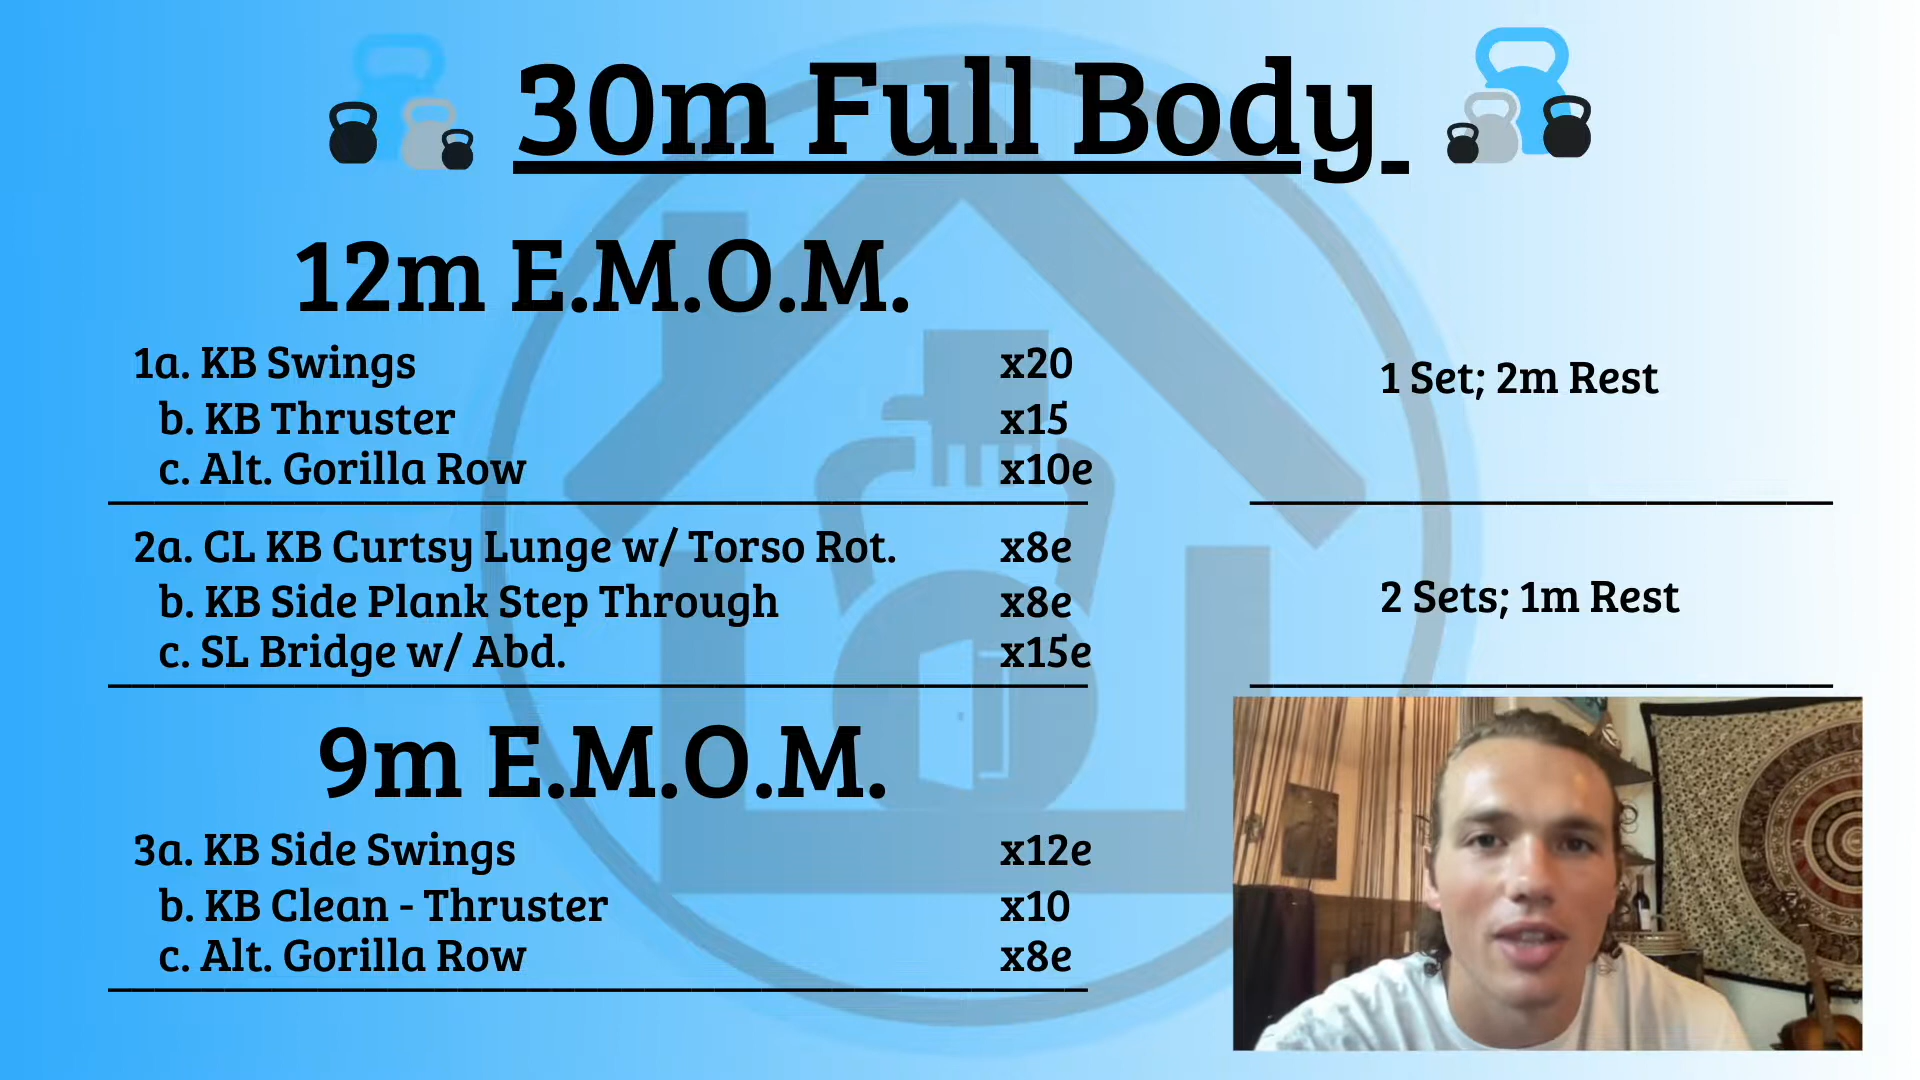 30m Full Body
12m E.M.O.M.
1a. KB Swings x20
b. KB Thruster x15
c. Alt. Gorilla Row x10e
1 Set; 2m Rest
2a. CL KB Curtsy Lunge w/ Torso Rot. x8e
b. KB Side Plank Step Through x8e
c. SL Bridge w/ Abd. x15e
2 Sets; 1m Rest
9m E.M.O.M.
3a. KB Side Swings x12e
b. KB Clean - Thruster x10
c. Alt. Gorilla Row x8e